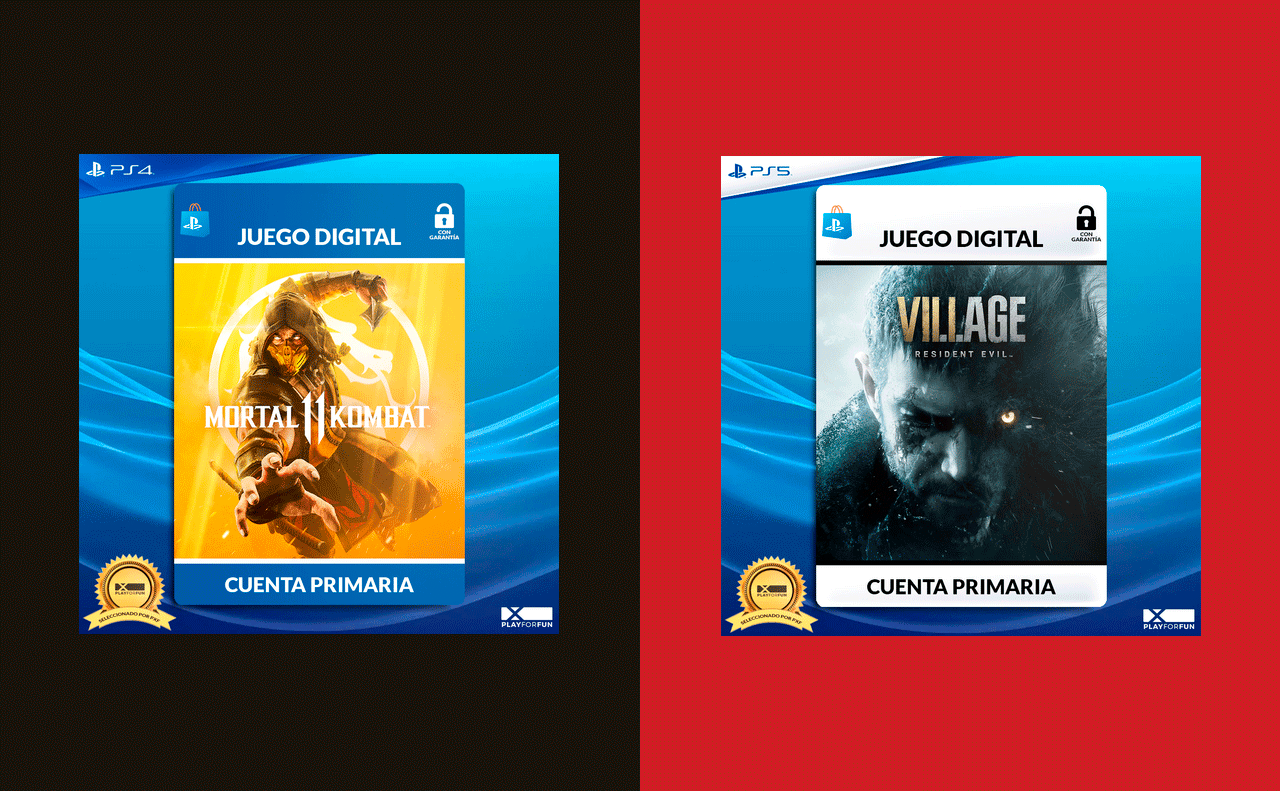 PS4
JUEGO DIGITAL
CON
GARANTÍA
MORTAL 11 KOMBAT
CUENTA PRIMARIA
PLAYFORFUN
SELECCIONADO POR PXF
PLAYFORFUN
PS5
JUEGO DIGITAL
CON
GARANTÍA
VILLAGE
RESIDENT EVIL
CUENTA PRIMARIA
PLAYFORFUN
SELECCIONADO POR PXF
PLAYFORFUN